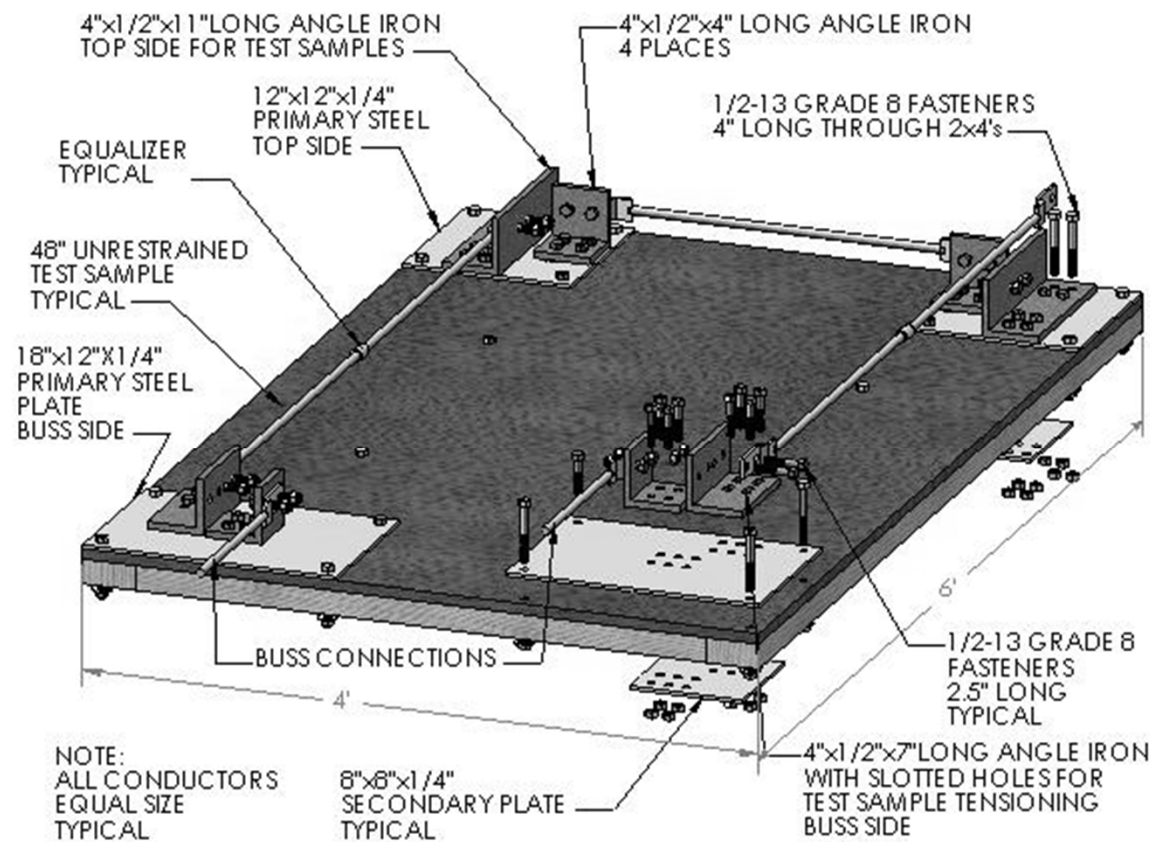 4"x1/2"x11"LONG ANGLE IRON
TOP SIDE FOR TEST SAMPLES
4"x1/2"x4" LONG ANGLE IRON
4 PLACES
12"x12"x1/4"
PRIMARY STEEL
TOP SIDE
1/2-13 GRADE 8 FASTENERS
4" LONG THROUGH 2x4's
EQUALIZER
TYPICAL
48" UNRESTRAINED
TEST SAMPLE
TYPICAL
18"x12"X1/4"
PRIMARY STEEL
PLATE
BUSS SIDE
6'
BUSS CONNECTIONS
1/2-13 GRADE 8
FASTENERS
2.5" LONG
TYPICAL
4'
NOTE:
ALL CONDUCTORS
EQUAL SIZE
TYPICAL
8"x8"x1/4"
SECONDARY PLATE
TYPICAL
4"x1/2"x7"LONG ANGLE IRON
WITH SLOTTED HOLES FOR
TEST SAMPLE TENSIONING
BUSS SIDE